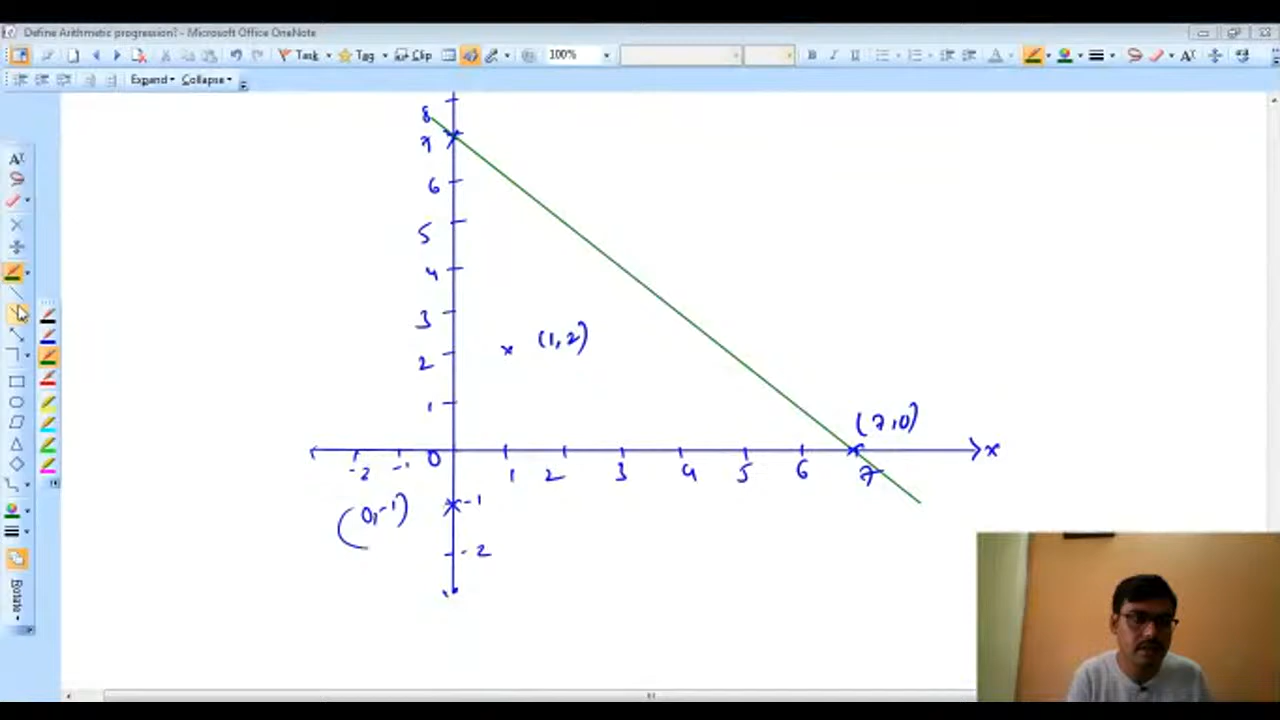 Define Arithmetic progression? - Microsoft Office OneNote
Task Tag Clip 100% B I U
Expand Collapse
8
7
6
5
4
3
(1,2)
2
1
(7,0)
x
-2 -1 0 1 2 3 4 5 6 7
(0,-1) -1
-2
Rotate